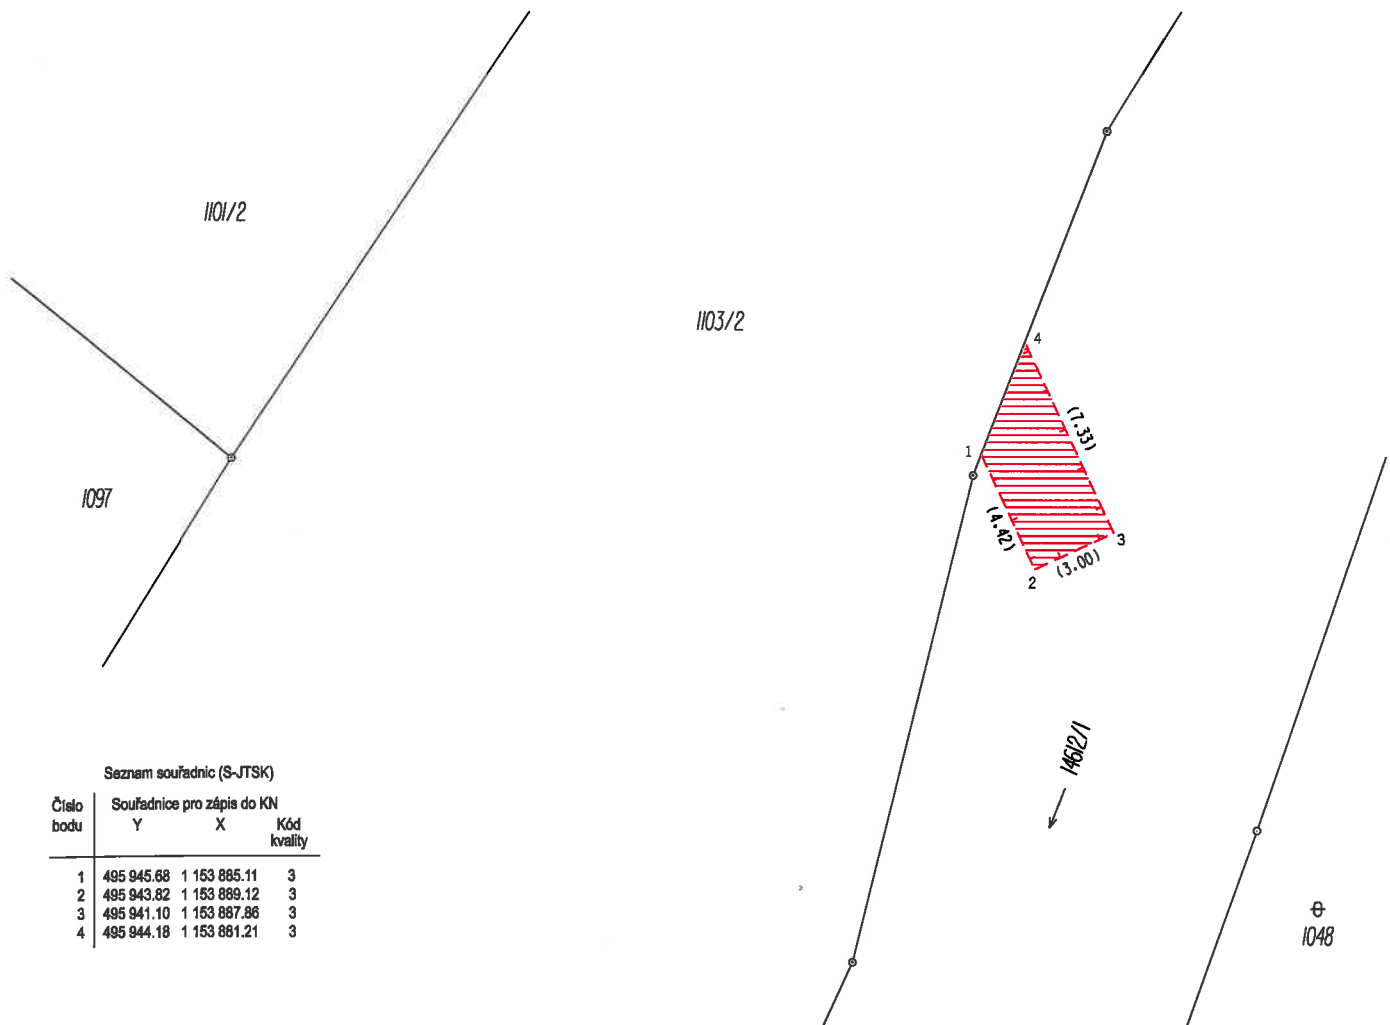 1101/2
1103/2
4
(7.33)
1
1097
(4.42)
3
(3.00)
2
14612/1
Seznam souřadnic (S-JTSK)
Číslo Souřadnice pro zápis do KN
bodu Y X Kód
kvality
1 495 945.68 1 153 885.11 3
2 495 943.82 1 153 889.12 3
3 495 941.10 1 153 887.86 3
4 495 944.18 1 153 881.21 3
1048